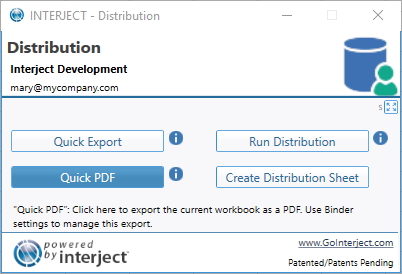 INTERJECT - Distribution
Distribution
Interject Development
mary@mycompany.com
s
Quick Export
Run Distribution
Quick PDF
Create Distribution Sheet
"Quick PDF": Click here to export the current workbook as a PDF. Use Binder
settings to manage this export.
powered by
interject™
www.GoInterject.com
Patented/Patents Pending